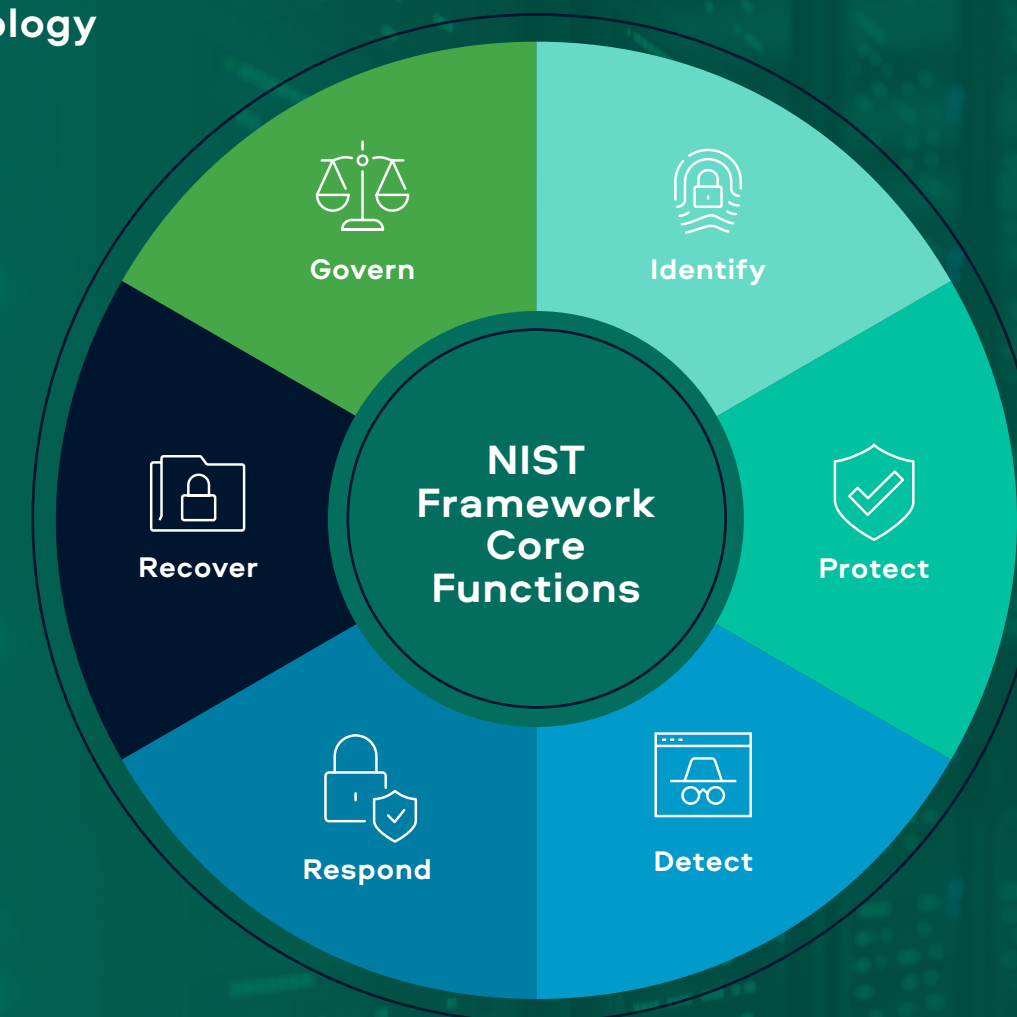 ology
Govern
Identify
Recover
NIST
Framework
Core
Functions
Protect
Respond
Detect